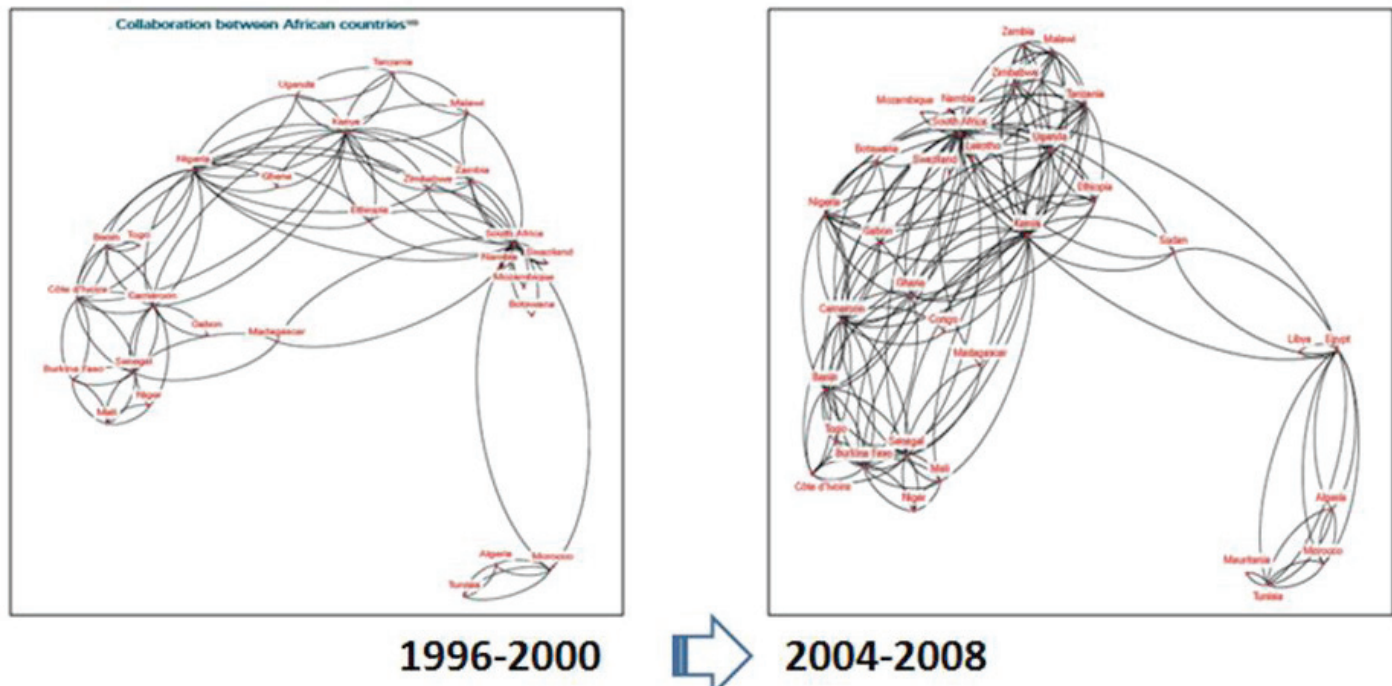 Collaboration between African countries
Tanzania
Uganda
Malawi
Kenya
Nigeria
Ghana
Zimbabwe
Zambia
Ethiopia
South Africa
Benin
Togo
Namibia
Swaziland
Mozambique
Côte d'Ivoire
Cameroon
Botswana
Gabon
Madagascar
Burkina Faso
Senegal
Niger
Mali
Algeria
Morocco
Tunisia
Zambia
Malawi
Zimbabwe
Mozambique
Namibia
Tanzania
South Africa
Uganda
Botswana
Lesotho
Swaziland
Ethiopia
Nigeria
Gabon
Kenya
Sudan
Ghana
Cameroon
Congo
Libya
Egypt
Madagascar
Benin
Togo
Senegal
Burkina Faso
Mali
Côte d'Ivoire
Niger
Algeria
Mauritania
Morocco
Tunisia
1996-2000
2004-2008